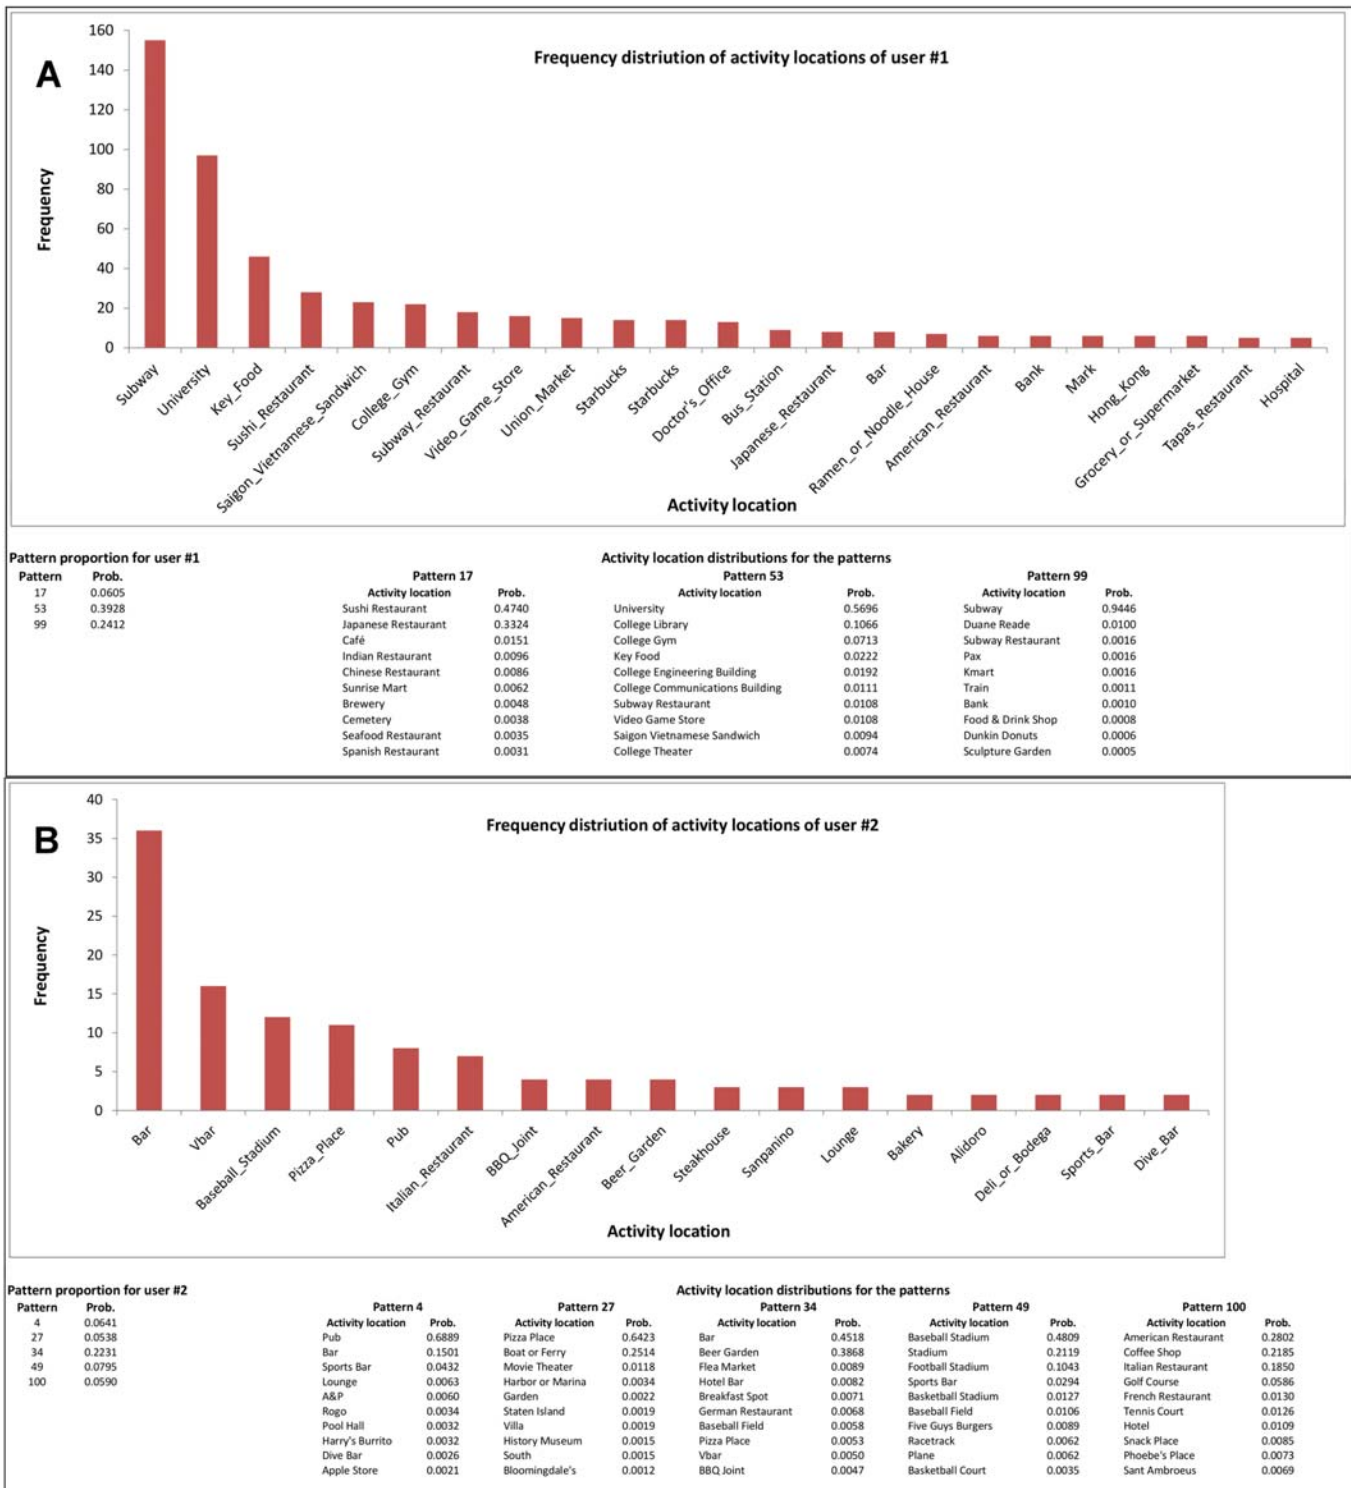 A
Frequency distriution of activity locations of user #1
Frequency
160
140
120
100
80
60
40
20
0
Subway
University
Key_Food
Sushi_Restaurant
Saigon_Vietnamese_Sandwich
College_Gym
Subway_Restaurant
Video_Game_Store
Union_Market
Starbucks
Starbucks
Doctor's_Office
Bus_Station
Japanese_Restaurant
Bar
Ramen_or_Noodle_House
American_Restaurant
Bank
Mark
Hong_Kong
Grocery_or_Supermarket
Tapas_Restaurant
Hospital
Activity location
Pattern proportion for user #1 Activity location distributions for the patterns
Pattern Prob. Pattern 17 Pattern 53 Pattern 99
17 0.0605 Activity location Prob. Activity location Prob. Activity location Prob.
53 0.3928 Sushi Restaurant 0.4740 University 0.5696 Subway 0.9446
99 0.2412 Japanese Restaurant 0.3324 College Library 0.1066 Duane Reade 0.0100
Café 0.0151 College Gym 0.0713 Subway Restaurant 0.0016
Indian Restaurant 0.0096 Key Food 0.0222 Pax 0.0016
Chinese Restaurant 0.0086 College Engineering Building 0.0192 Kmart 0.0016
Sunrise Mart 0.0062 College Communications Building 0.0111 Train 0.0011
Brewery 0.0048 Subway Restaurant 0.0108 Bank 0.0010
Cemetery 0.0038 Video Game Store 0.0108 Food & Drink Shop 0.0008
Seafood Restaurant 0.0035 Saigon Vietnamese Sandwich 0.0094 Dunkin Donuts 0.0006
Spanish Restaurant 0.0031 College Theater 0.0074 Sculpture Garden 0.0005
B
Frequency distriution of activity locations of user #2
Frequency
40
35
30
25
20
15
10
5
0
Bar
Vbar
Baseball_Stadium
Pizza_Place
Pub
Italian_Restaurant
BBQ_Joint
American_Restaurant
Beer_Garden
Steakhouse
Sanpanino
Lounge
Bakery
Alidoro
Deli_or_Bodega
Sports_Bar
Dive_Bar
Activity location
Pattern proportion for user #2 Activity location distributions for the patterns
Pattern Prob. Pattern 4 Pattern 27 Pattern 34 Pattern 49 Pattern 100
4 0.0641 Activity location Prob. Activity location Prob. Activity location Prob. Activity location Prob. Activity location Prob.
27 0.0538 Pub 0.6889 Pizza Place 0.6423 Bar 0.4518 Baseball Stadium 0.4809 American Restaurant 0.2802
34 0.2231 Bar 0.1501 Boat or Ferry 0.2514 Beer Garden 0.3868 Stadium 0.2119 Coffee Shop 0.2185
49 0.0795 Sports Bar 0.0432 Movie Theater 0.0118 Flea Market 0.0089 Football Stadium 0.1043 Italian Restaurant 0.1850
100 0.0590 Lounge 0.0063 Harbor or Marina 0.0034 Hotel Bar 0.0082 Sports Bar 0.0294 Golf Course 0.0586
A&P 0.0060 Garden 0.0022 Breakfast Spot 0.0071 Basketball Stadium 0.0127 French Restaurant 0.0130
Rogo 0.0034 Staten Island 0.0019 German Restaurant 0.0068 Baseball Field 0.0106 Tennis Court 0.0126
Pool Hall 0.0032 Villa 0.0019 Baseball Field 0.0058 Five Guys Burgers 0.0089 Hotel 0.0109
Harry's Burrito 0.0032 History Museum 0.0015 Pizza Place 0.0053 Racetrack 0.0062 Snack Place 0.0085
Dive Bar 0.0026 South 0.0015 Vbar 0.0050 Plane 0.0062 Phoebe's Place 0.0073
Apple Store 0.0021 Bloomingdale's 0.0012 BBQ Joint 0.0047 Basketball Court 0.0035 Sant Ambroeus 0.0069